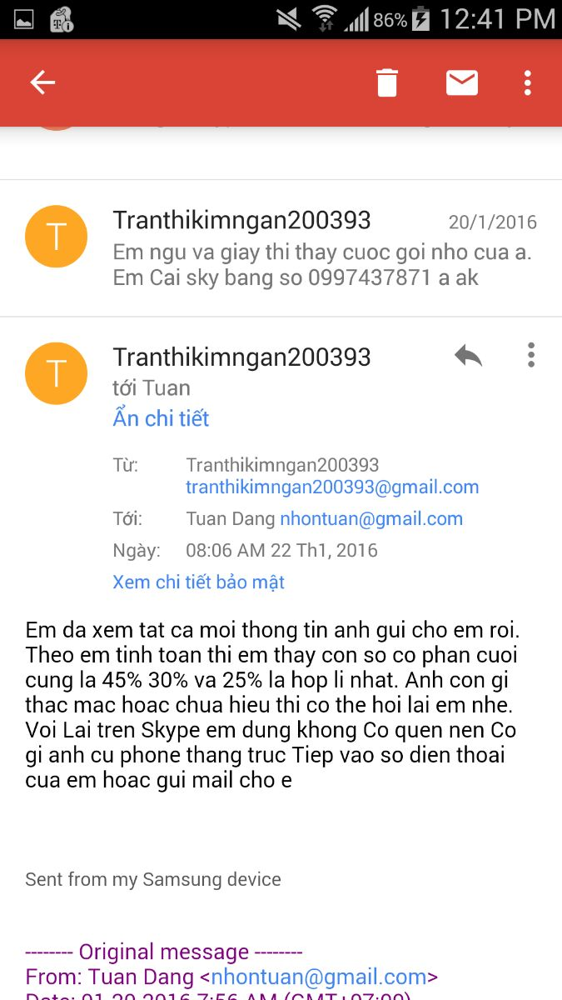 86% 12:41 PM
Tranthikimngan200393 20/1/2016
Em ngu va giay thi thay cuoc goi nho cua a.
Em Cai sky bang so 0997437871 a ak
T
Tranthikimngan200393
T
tới Tuan
Ẩn chi tiết
Từ: Tranthikimngan200393
tranthikimngan200393@gmail.com
Tới: Tuan Dang nhontuan@gmail.com
Ngày: 08:06 AM 22 Th1, 2016
Xem chi tiết bảo mật
Em da xem tat ca moi thong tin anh gui cho em roi.
Theo em tinh toan thi em thay con so co phan cuoi
cung la 45% 30% va 25% la hop li nhat. Anh con gi
thac mac hoac chua hieu thi co the hoi lai em nhe.
Voi Lai tren Skype em dung khong Co quen nen Co
gi anh cu phone thang truc Tiep vao so dien thoai
cua em hoac gui mail cho e
Sent from my Samsung device
-------- Original message --------
From: Tuan Dang <nhontuan@gmail.com>
Date: 01-20-2016 7:56 AM (GMT+07:00)